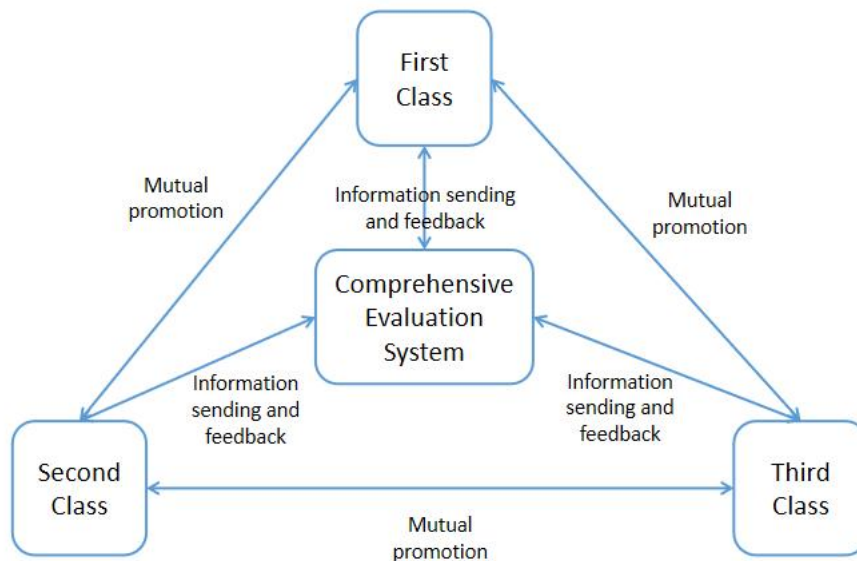 First
Class
Mutual
promotion
Information sending
and feedback
Mutual
promotion
Comprehensive
Evaluation
System
Information
sending and
feedback
Information
sending and
feedback
Second
Class
Third
Class
Mutual
promotion